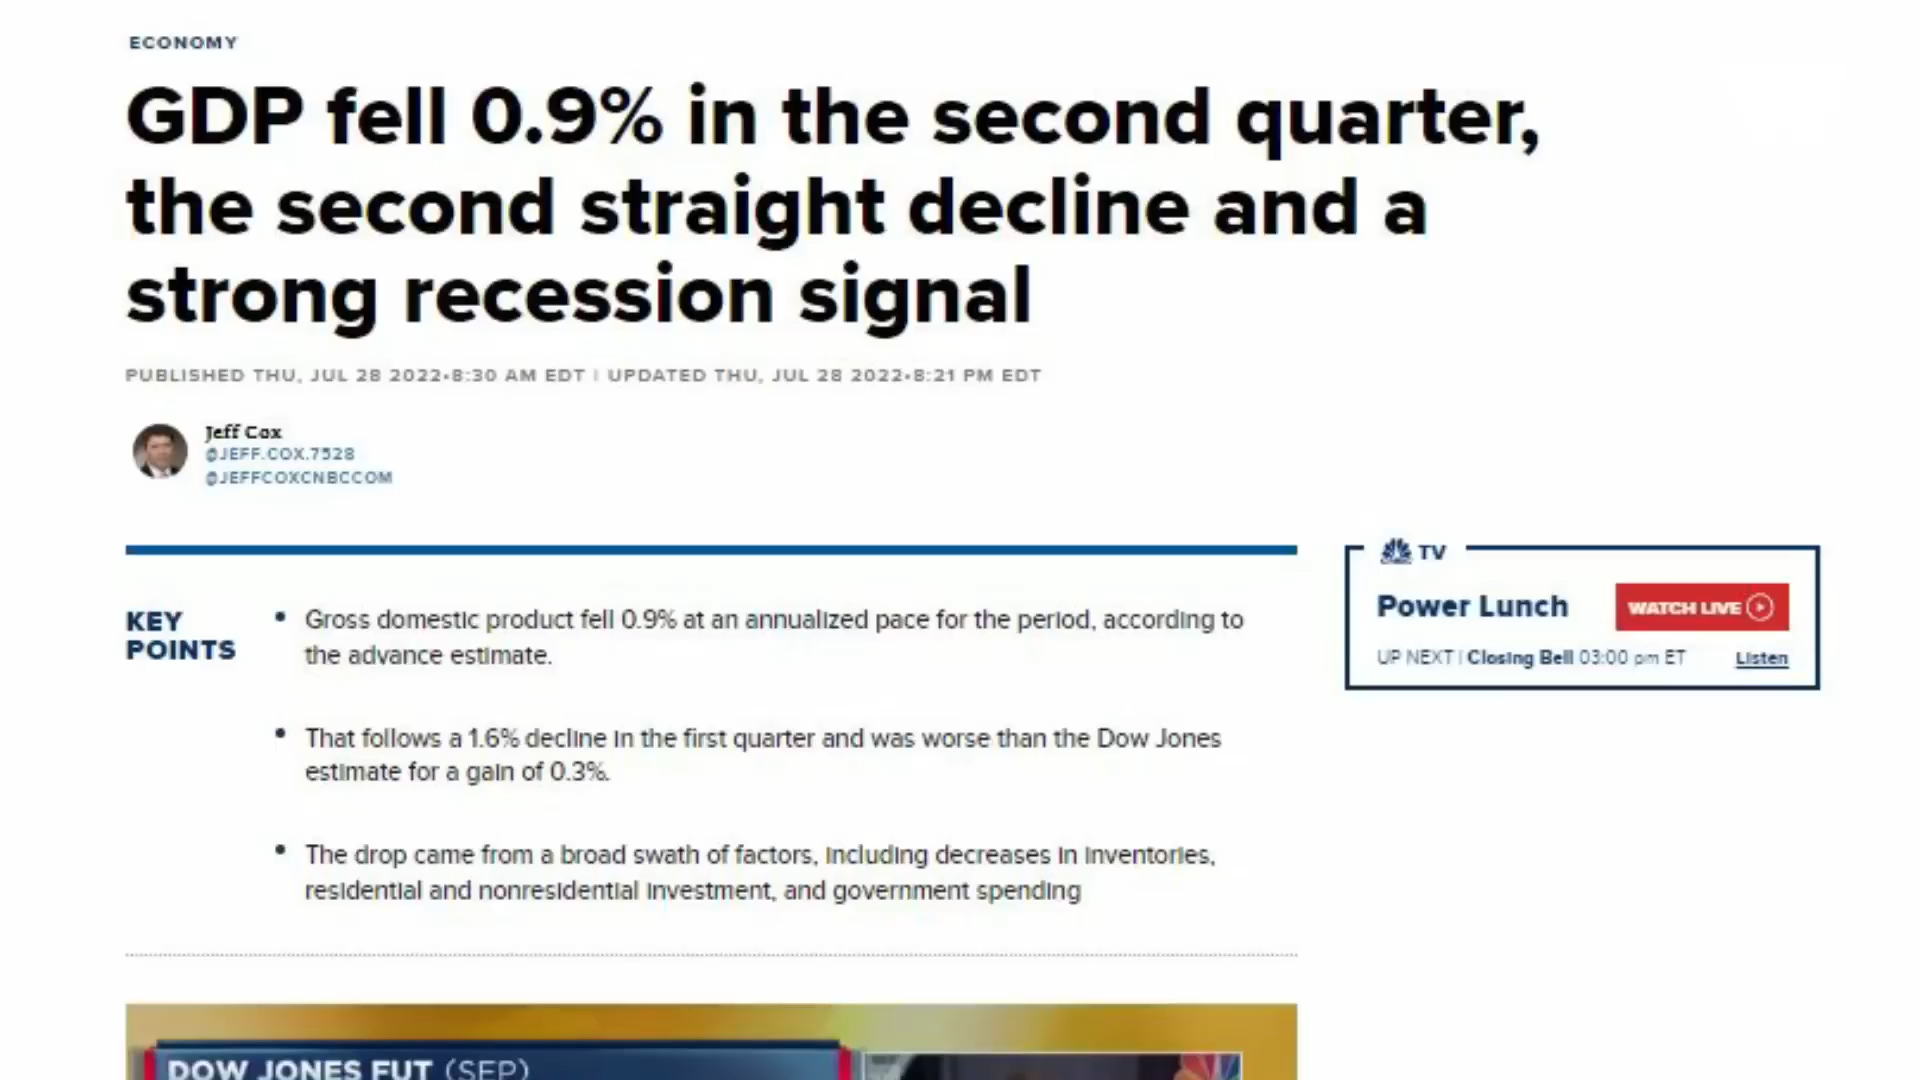 ECONOMY
GDP fell 0.9% in the second quarter,
the second straight decline and a
strong recession signal
PUBLISHED THU, JUL 28 2022•8:30 AM EDT | UPDATED THU, JUL 28 2022•8:21 PM EDT
Jeff Cox
@JEFF.COX.7528
@JEFFCOXCNBCCOM
KEY
POINTS
• Gross domestic product fell 0.9% at an annualized pace for the period, according to
the advance estimate.
• That follows a 1.6% decline in the first quarter and was worse than the Dow Jones
estimate for a gain of 0.3%.
• The drop came from a broad swath of factors, including decreases in inventories,
residential and nonresidential investment, and government spending
TV
Power Lunch
WATCH LIVE
UP NEXT | Closing Bell 03:00 pm ET
Listen
DOW JONES FUT (SEP)